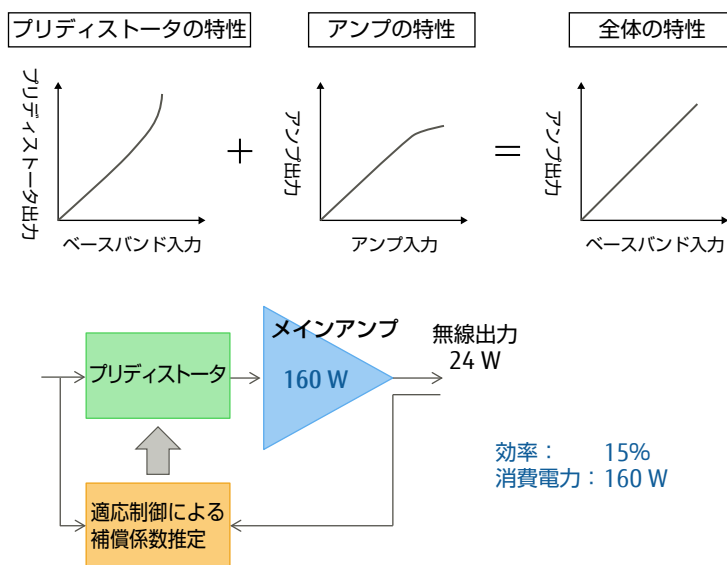 プリディストータの特性
アンプの特性
全体の特性
プリディストータ出力
ベースバンド入力
+
アンプ出力
アンプ入力
=
アンプ出力
ベースバンド入力
メインアンプ
無線出力
24 W
プリディストータ
160 W
効率： 15%
消費電力：160 W
適応制御による
補償係数推定